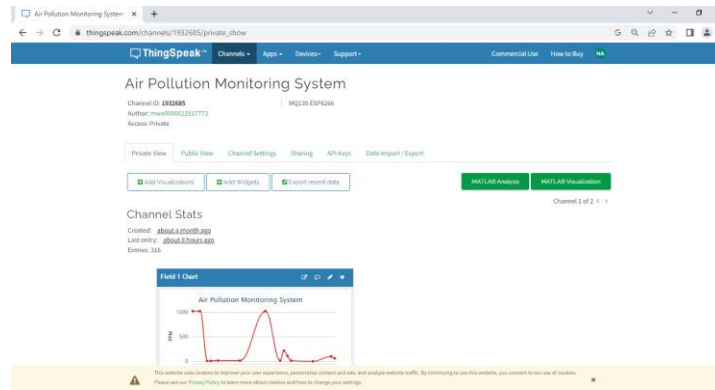 Air Pollution Monitoring System
thingspeak.com/channels/1932685/private_show
ThingSpeak™ Channels Apps Devices Support Commercial Use How to Buy NA
Air Pollution Monitoring System
Channel ID: 1932685 MQ135 ESP8266
Author: mwa0000021937772
Access: Private
Private View Public View Channel Settings Sharing API Keys Data Import / Export
Add Visualizations Add Widgets Export recent data MATLAB Analysis MATLAB Visualization
Channel 1 of 2 < >
Channel Stats
Created: about a month ago
Last entry: about 8 hours ago
Entries: 316
Field 1 Chart
Air Pollution Monitoring System
1000
PPM
500
0
This website uses cookies to improve your user experience, personalize content and ads, and analyze website traffic. By continuing to use this website, you consent to our use of cookies.
Please see our Privacy Policy to learn more about cookies and how to change your settings.